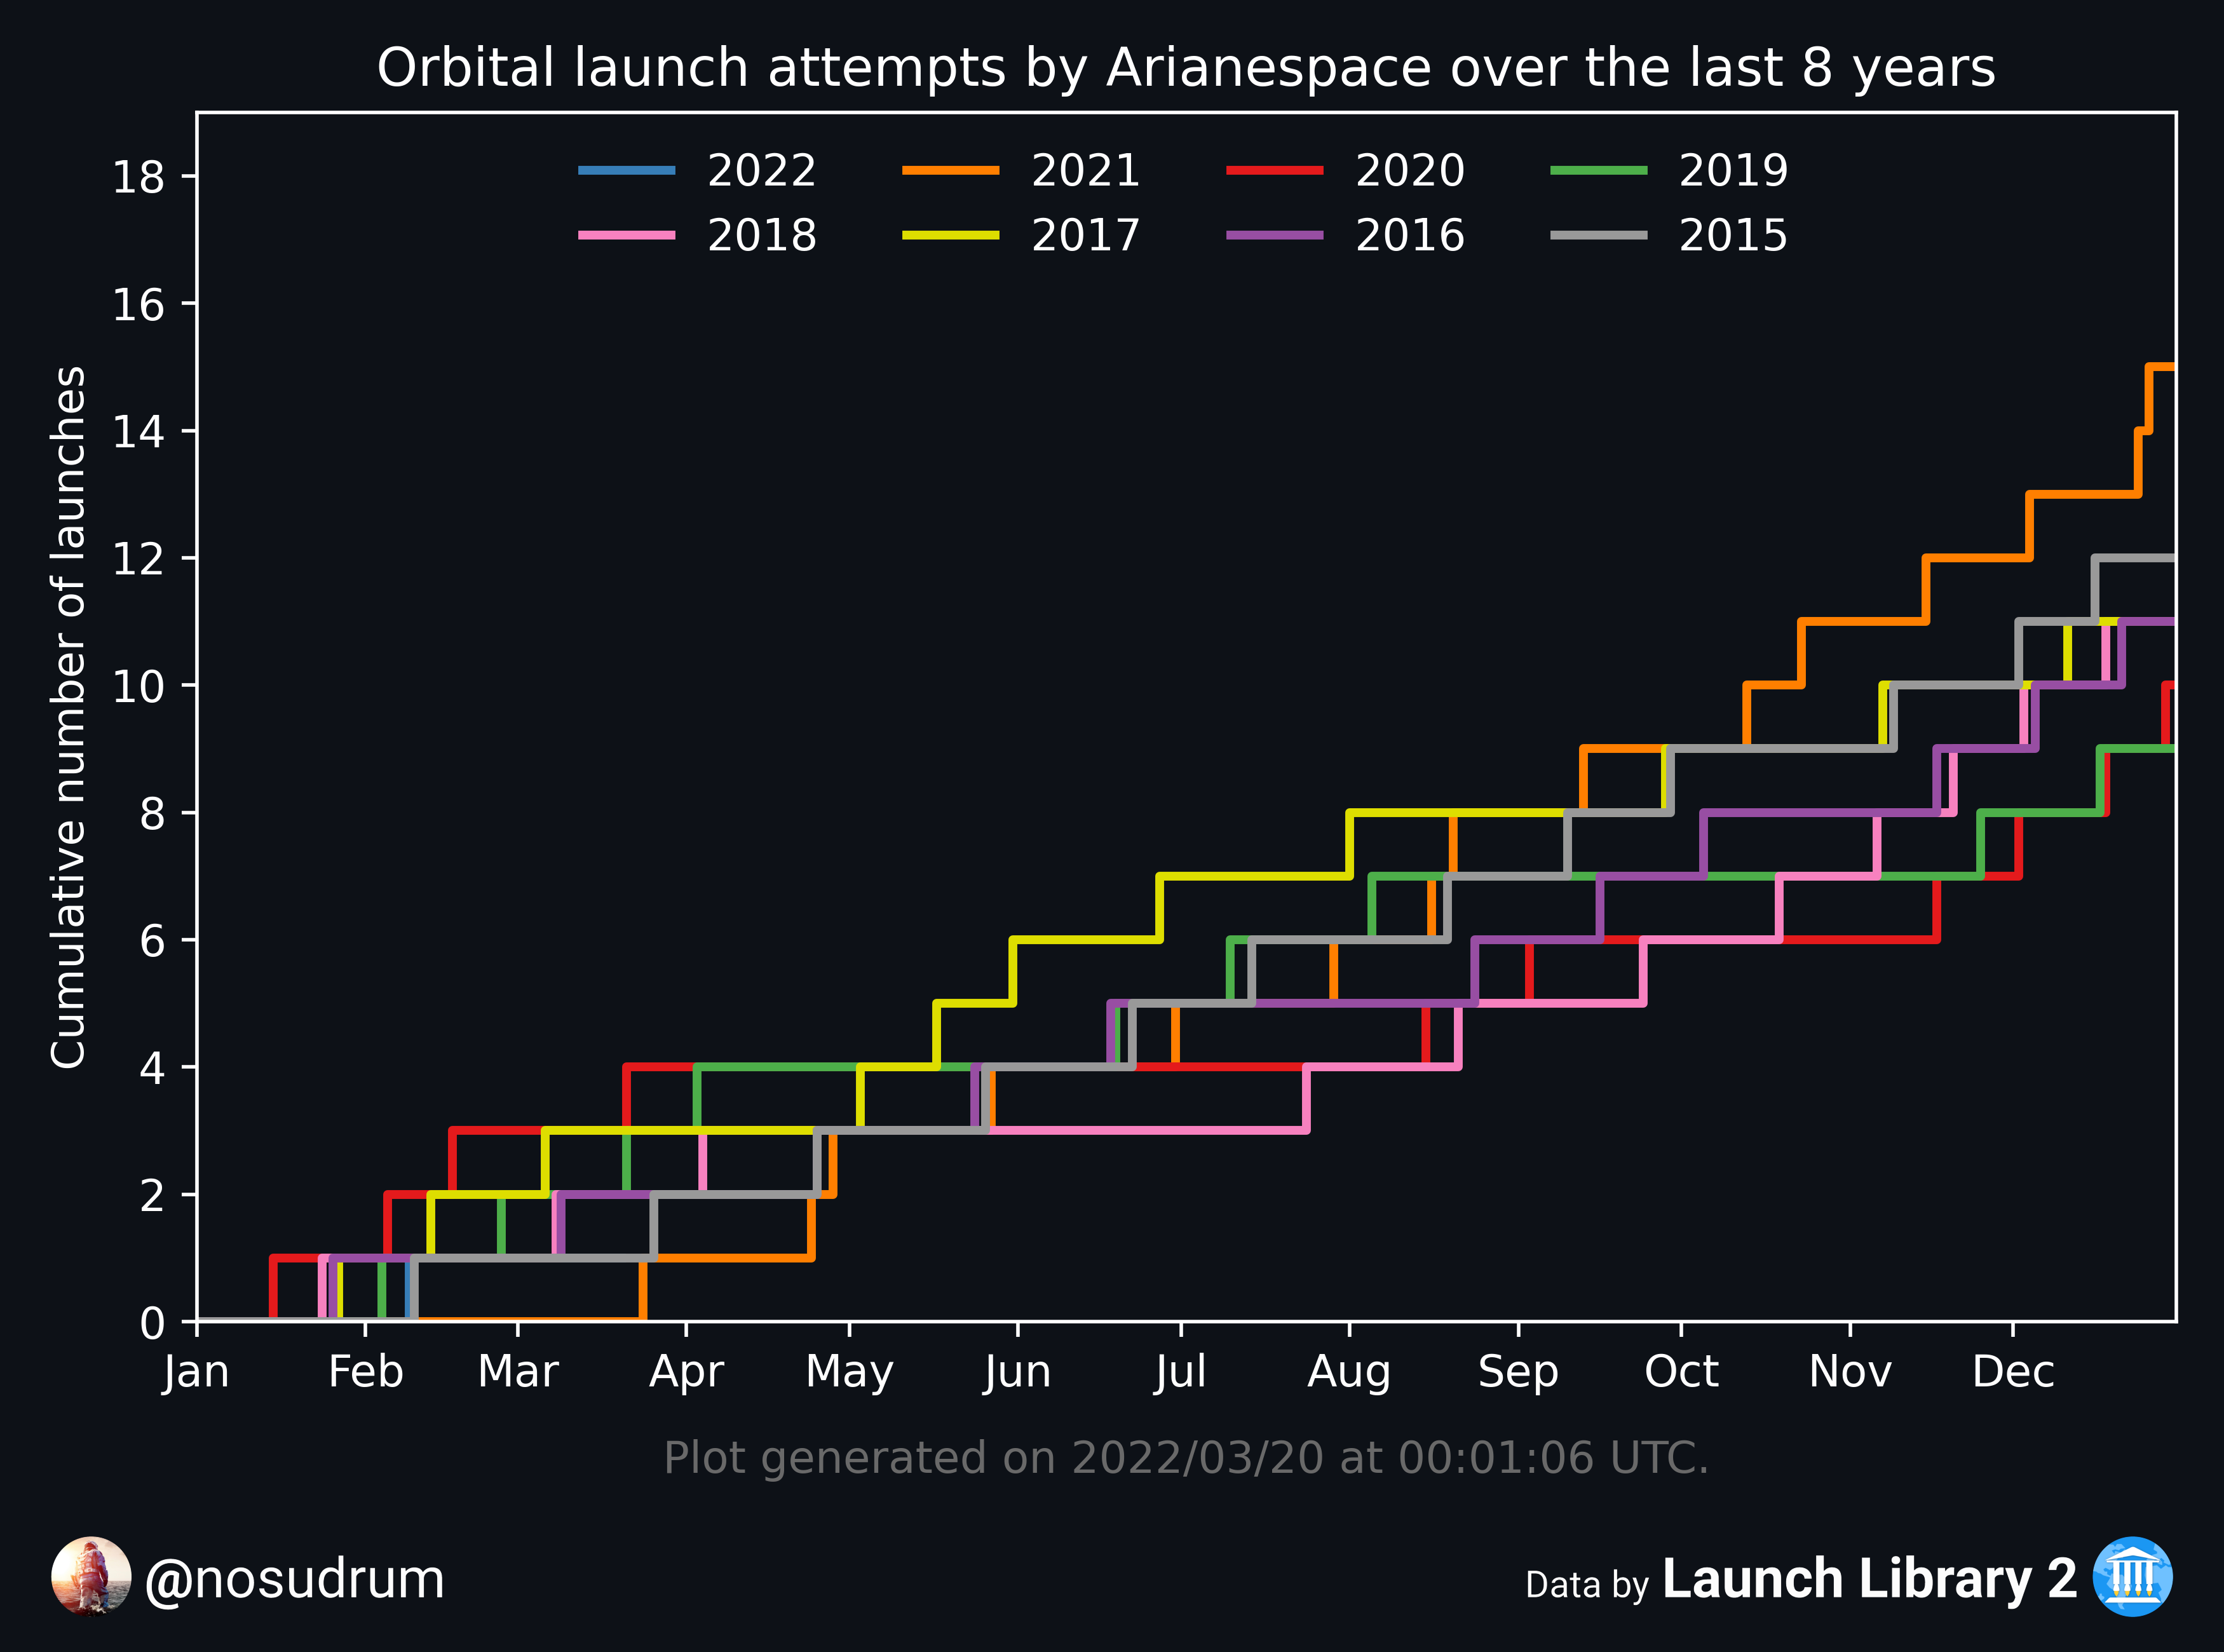 Orbital launch attempts by Arianespace over the last 8 years
2022 2021 2020 2019
2018 2017 2016 2015
Cumulative number of launches
18
16
14
12
10
8
6
4
2
0
Jan Feb Mar Apr May Jun Jul Aug Sep Oct Nov Dec
Plot generated on 2022/03/20 at 00:01:06 UTC.
@nosudrum
Data by Launch Library 2